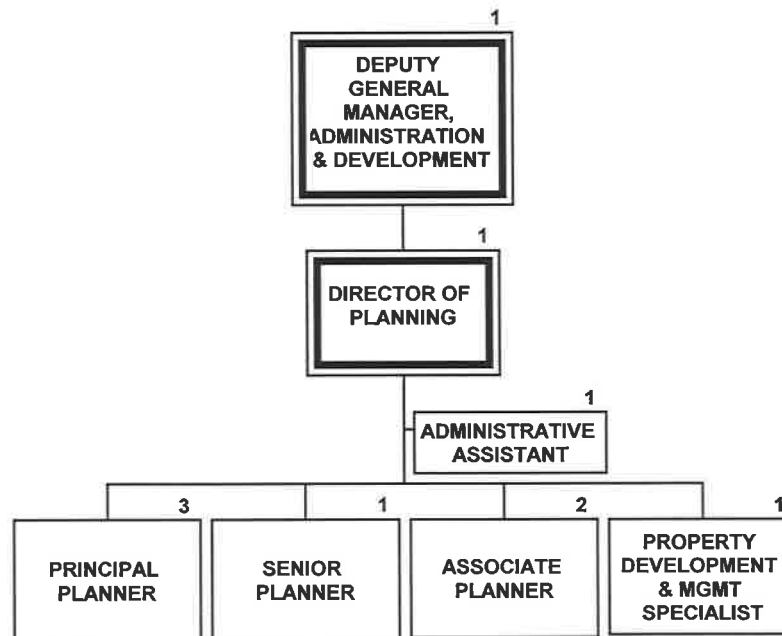 1
DEPUTY
GENERAL
MANAGER,
ADMINISTRATION
& DEVELOPMENT
1
DIRECTOR OF
PLANNING
1
ADMINISTRATIVE
ASSISTANT
3
PRINCIPAL
PLANNER
1
SENIOR
PLANNER
2
ASSOCIATE
PLANNER
1
PROPERTY
DEVELOPMENT
& MGMT
SPECIALIST